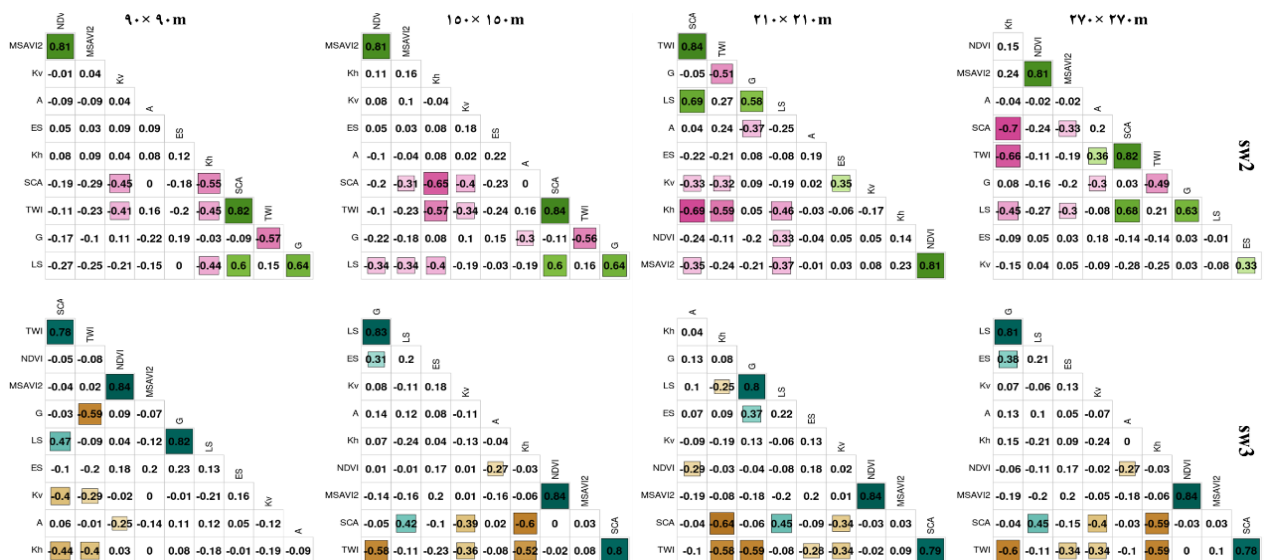 ۹۰×۹۰m ۱۵۰×۱۵۰m ۲۱۰×۲۱۰m ۲۷۰×۲۷۰m
sw2
NDv
MSAVI2 0.81 MSAVI2
Kv -0.01 0.04 Kv
A -0.09 -0.09 0.04 A
ES 0.05 0.03 0.09 0.09 ES
Kh 0.08 0.09 0.04 0.08 0.12 Kh
SCA -0.19 -0.29 -0.45 0 -0.18 -0.55 SCA
TWI -0.11 -0.23 -0.41 0.16 -0.2 -0.45 0.82 TWI
G -0.17 -0.1 0.11 -0.22 0.19 -0.03 -0.09 -0.57 G
LS -0.27 -0.25 -0.21 -0.15 0 -0.44 0.6 0.15 0.64
NDv
MSAVI2 0.81 MSAVI2
Kh 0.11 0.16 Kh
Kv 0.08 0.1 -0.04 Kv
ES 0.05 0.03 0.08 0.18 ES
A -0.1 -0.04 0.08 0.02 0.22 A
SCA -0.2 -0.31 -0.65 -0.4 -0.23 0 SCA
TWI -0.1 -0.23 -0.57 -0.34 -0.24 0.16 0.84 TWI
G -0.22 -0.18 0.08 0.1 0.15 -0.3 -0.11 -0.56 G
LS -0.34 -0.34 -0.4 -0.19 -0.03 -0.19 0.6 0.16 0.64
SCA
TWI 0.84 TWI
G -0.05 -0.51 G
LS 0.69 0.27 0.58 LS
A 0.04 0.24 -0.37 -0.25 A
ES -0.22 -0.21 0.08 -0.08 0.19 ES
Kv -0.33 -0.32 0.09 -0.19 0.02 0.35 Kv
Kh -0.69 -0.59 0.05 -0.46 -0.03 -0.06 -0.17 Kh
NDVI -0.24 -0.11 -0.2 -0.33 -0.04 0.05 0.05 0.14 NDVI
MSAVI2 -0.35 -0.24 -0.21 -0.37 -0.01 0.03 0.08 0.23 0.81
Kh
NDVI 0.15 NDVI
MSAVI2 0.24 0.81 MSAVI2
A -0.04 -0.02 -0.02 A
SCA -0.7 -0.24 -0.33 0.2 SCA
TWI -0.66 -0.11 -0.19 0.36 0.82 TWI
G 0.08 -0.16 -0.2 -0.3 0.03 -0.49 G
LS -0.45 -0.27 -0.3 -0.08 0.68 0.21 0.63 LS
ES -0.09 0.05 0.03 0.18 -0.14 -0.14 0.03 -0.01 ES
Kv -0.15 0.04 0.05 -0.09 -0.28 -0.25 0.03 -0.08 0.33
sw3
SCA
TWI 0.78 TWI
NDVI -0.05 -0.08 NDVI
MSAVI2 -0.04 0.02 0.84 MSAVI2
G -0.03 -0.59 0.09 -0.07 G
LS 0.47 -0.09 0.04 -0.12 0.82 LS
ES -0.1 -0.2 0.18 0.2 0.23 0.13 ES
Kv -0.4 -0.29 -0.02 0 -0.01 -0.21 0.16 Kv
A 0.06 -0.01 -0.25 -0.14 0.11 0.12 0.05 -0.12 A
Kh -0.44 -0.4 0.03 0 0.08 -0.18 -0.01 -0.19 -0.09
G
LS 0.83 LS
ES 0.31 0.2 ES
Kv 0.08 -0.11 0.18 Kv
A 0.14 0.12 0.08 -0.11 A
Kh 0.07 -0.24 0.04 -0.13 -0.04 Kh
NDVI 0.01 -0.01 0.17 0.01 -0.27 -0.03 NDVI
MSAVI2 -0.14 -0.16 0.2 0.01 -0.16 -0.06 0.84 MSAVI2
SCA -0.05 0.42 -0.1 -0.39 0.02 -0.6 0 0.03 SCA
TWI -0.58 -0.11 -0.23 -0.36 -0.08 -0.52 -0.02 0.08 0.8
A
Kh 0.04 Kh
G 0.13 0.08 G
LS 0.1 -0.25 0.8 LS
ES 0.07 0.09 0.37 0.22 ES
Kv -0.09 -0.19 0.13 -0.06 0.13 Kv
NDVI -0.29 -0.03 -0.04 -0.08 0.18 0.02 NDVI
MSAVI2 -0.19 -0.08 -0.18 -0.2 0.2 0.01 0.84 MSAVI2
SCA -0.04 -0.64 -0.06 0.45 -0.09 -0.34 -0.03 0.03 SCA
TWI -0.1 -0.58 -0.59 -0.1 -0.28 -0.34 -0.02 0.09 0.79
G
LS 0.81 LS
ES 0.38 0.21 ES
Kv 0.07 -0.06 0.13 Kv
A 0.13 0.1 0.05 -0.07 A
Kh 0.15 -0.21 0.09 -0.24 0 Kh
NDVI -0.06 -0.11 0.17 -0.02 -0.27 -0.03 NDVI
MSAVI2 -0.19 -0.2 0.2 -0.05 -0.18 -0.06 0.84 MSAVI2
SCA -0.04 0.45 -0.15 -0.4 -0.03 -0.59 -0.03 0.03 SCA
TWI -0.6 -0.11 -0.34 -0.34 -0.1 -0.59 0 0.1 0.78